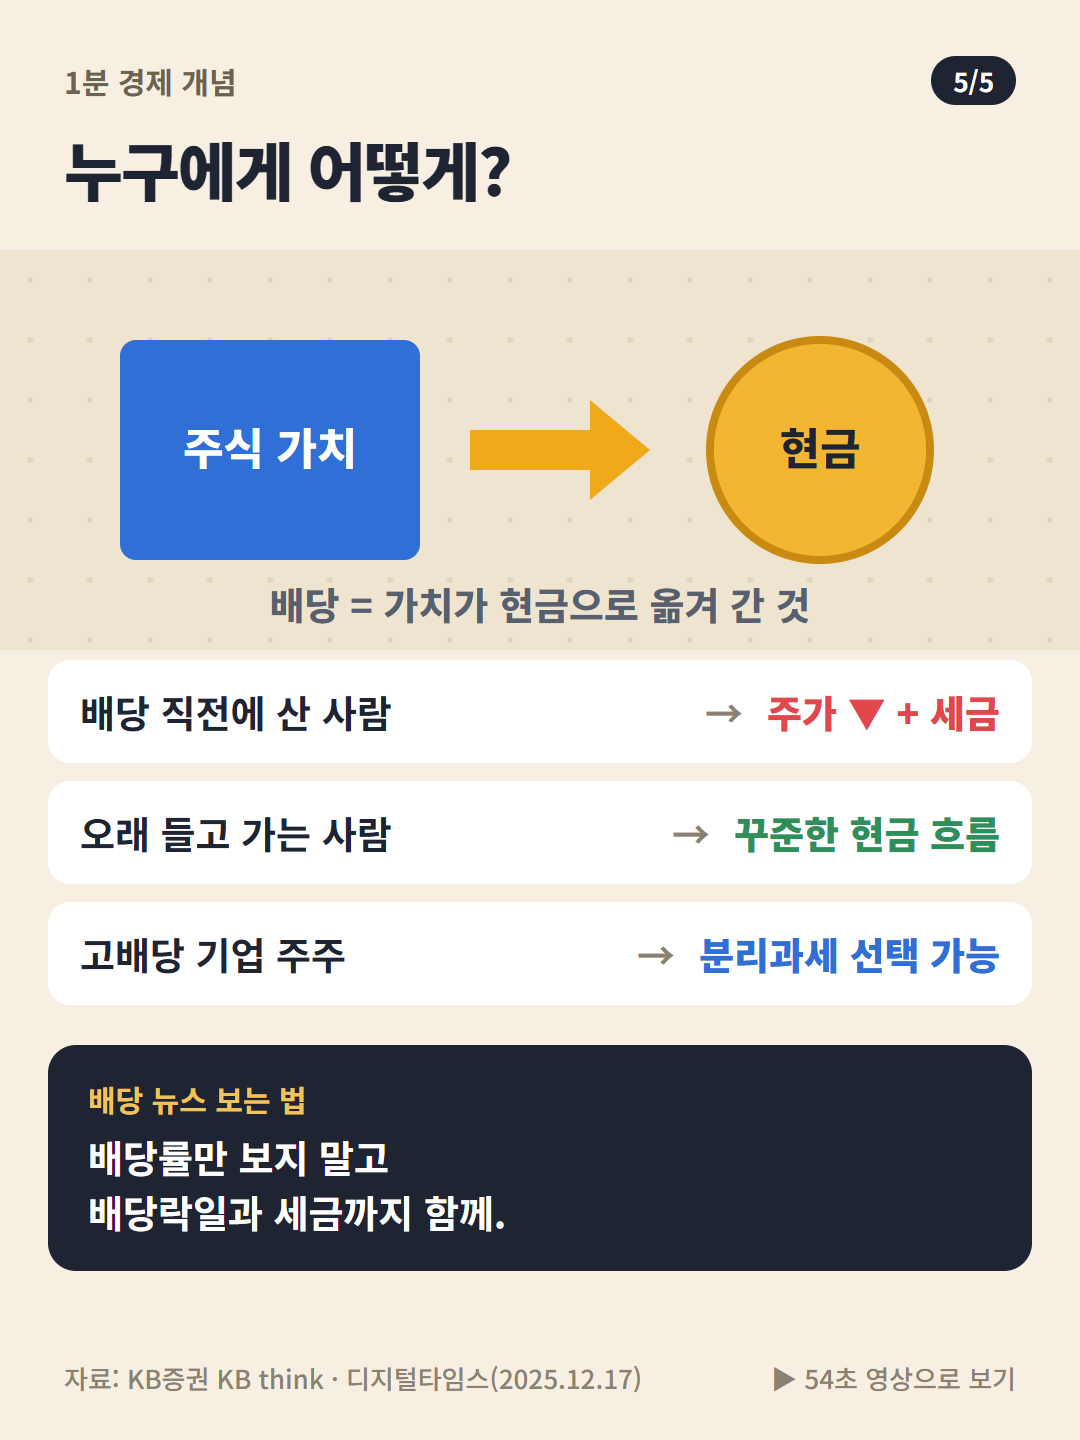 1분 경제 개념
5/5
누구에게 어떻게?
주식 가치
현금
배당 = 가치가 현금으로 옮겨 간 것
배당 직전에 산 사람 → 주가 ▼ + 세금
오래 들고 가는 사람 → 꾸준한 현금 흐름
고배당 기업 주주 → 분리과세 선택 가능
배당 뉴스 보는 법
배당률만 보지 말고
배당락일과 세금까지 함께.
자료: KB증권 KB think · 디지털타임스(2025.12.17)
▶ 54초 영상으로 보기